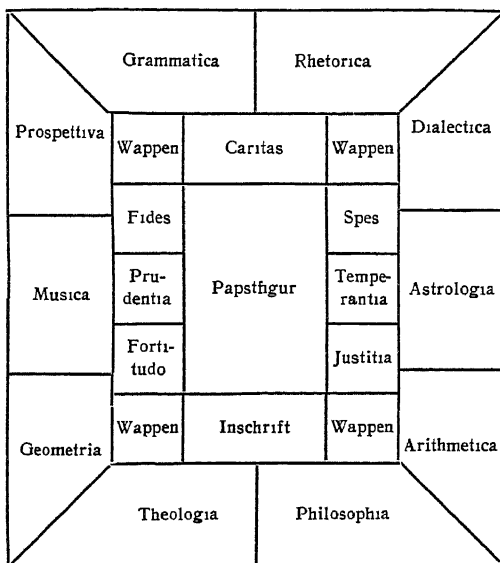 Grammatica
Rhetorica
Prospettiva
Dialectica
Wappen
Caritas
Wappen
Fides
Spes
Musica
Pru-
dentia
Papstfigur
Tempe-
rantia
Astrologia
Forti-
tudo
Justitia
Geometria
Wappen
Inschrift
Wappen
Arithmetica
Theologia
Philosophia